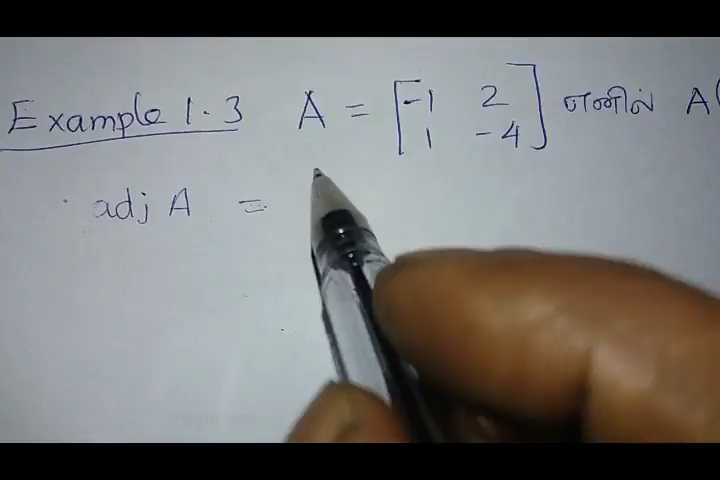 Example 1.3 A = [-1 2 எனில் A(
1 -4]
adj A =